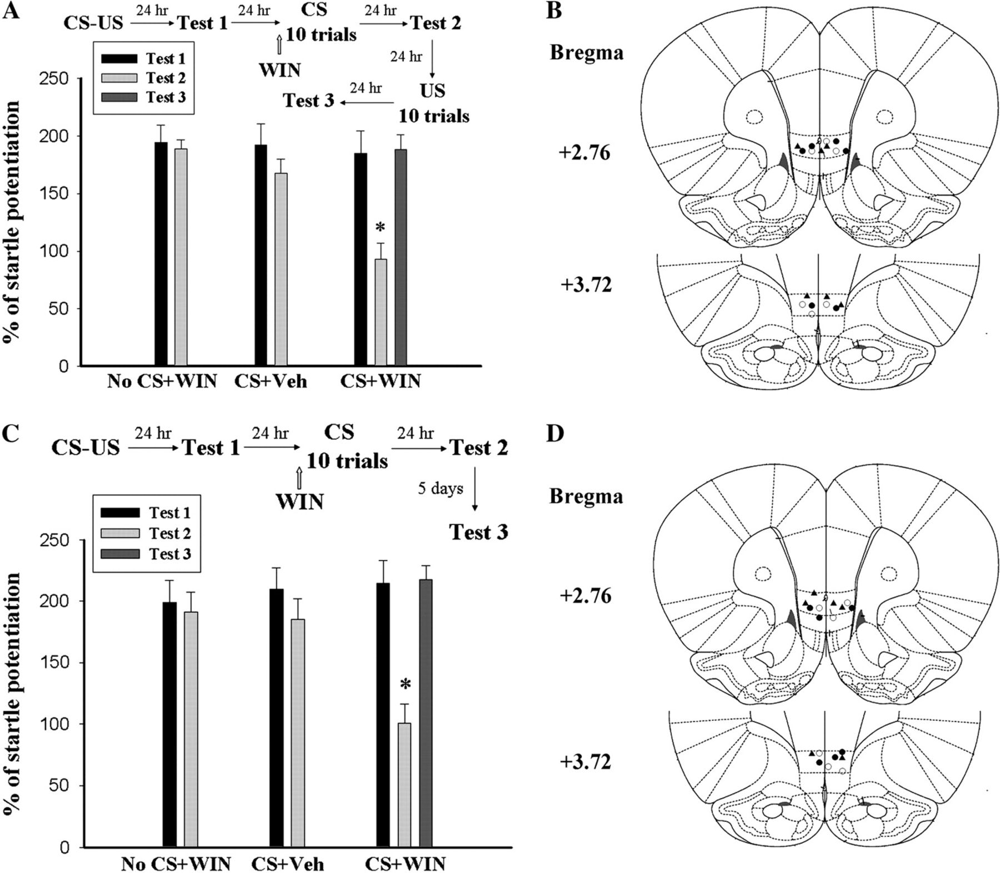 A
CS-US 24 hr Test 1 24 hr CS 24 hr Test 2
10 trials
WIN
24 hr
US
10 trials
24 hr
Test 3
Test 1
Test 2
Test 3
% of startle potentiation
250
200
150
100
50
0
*
No CS+WIN CS+Veh CS+WIN
B
Bregma
+2.76
+3.72
C
CS-US 24 hr Test 1 24 hr CS 24 hr Test 2
10 trials
WIN
5 days
Test 3
Test 1
Test 2
Test 3
% of startle potentiation
250
200
150
100
50
0
*
No CS+WIN CS+Veh CS+WIN
D
Bregma
+2.76
+3.72